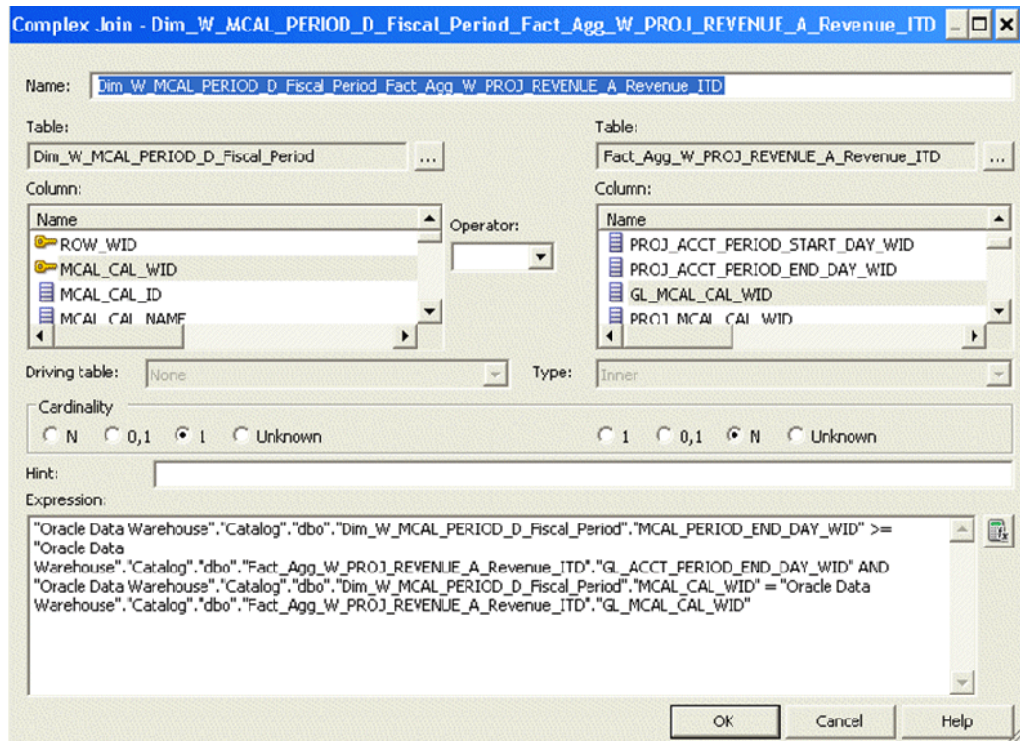 Complex Join - Dim_W_MCAL_PERIOD_D_Fiscal_Period_Fact_Agg_W_PROJ_REVENUE_A_Revenue_ITD
Name: Dim_W_MCAL_PERIOD_D_Fiscal_Period_Fact_Agg_W_PROJ_REVENUE_A_Revenue_ITD
Table: Table:
Dim_W_MCAL_PERIOD_D_Fiscal_Period ... Fact_Agg_W_PROJ_REVENUE_A_Revenue_ITD ...
Column: Column:
Name Operator: Name
ROW_WID PROJ_ACCT_PERIOD_START_DAY_WID
MCAL_CAL_WID PROJ_ACCT_PERIOD_END_DAY_WID
MCAL_CAL_ID GL_MCAL_CAL_WID
MCAL_CAL_NAME PROJ_MCAL_CAL_WID
Driving table: None Type: Inner
Cardinality
N 0,1 1 Unknown 1 0,1 N Unknown
Hint:
Expression:
"Oracle Data Warehouse"."Catalog"."dbo"."Dim_W_MCAL_PERIOD_D_Fiscal_Period"."MCAL_PERIOD_END_DAY_WID" >=
"Oracle Data
Warehouse"."Catalog"."dbo"."Fact_Agg_W_PROJ_REVENUE_A_Revenue_ITD"."GL_ACCT_PERIOD_END_DAY_WID" AND
"Oracle Data Warehouse"."Catalog"."dbo"."Dim_W_MCAL_PERIOD_D_Fiscal_Period"."MCAL_CAL_WID" = "Oracle Data
Warehouse"."Catalog"."dbo"."Fact_Agg_W_PROJ_REVENUE_A_Revenue_ITD"."GL_MCAL_CAL_WID"
OK Cancel Help